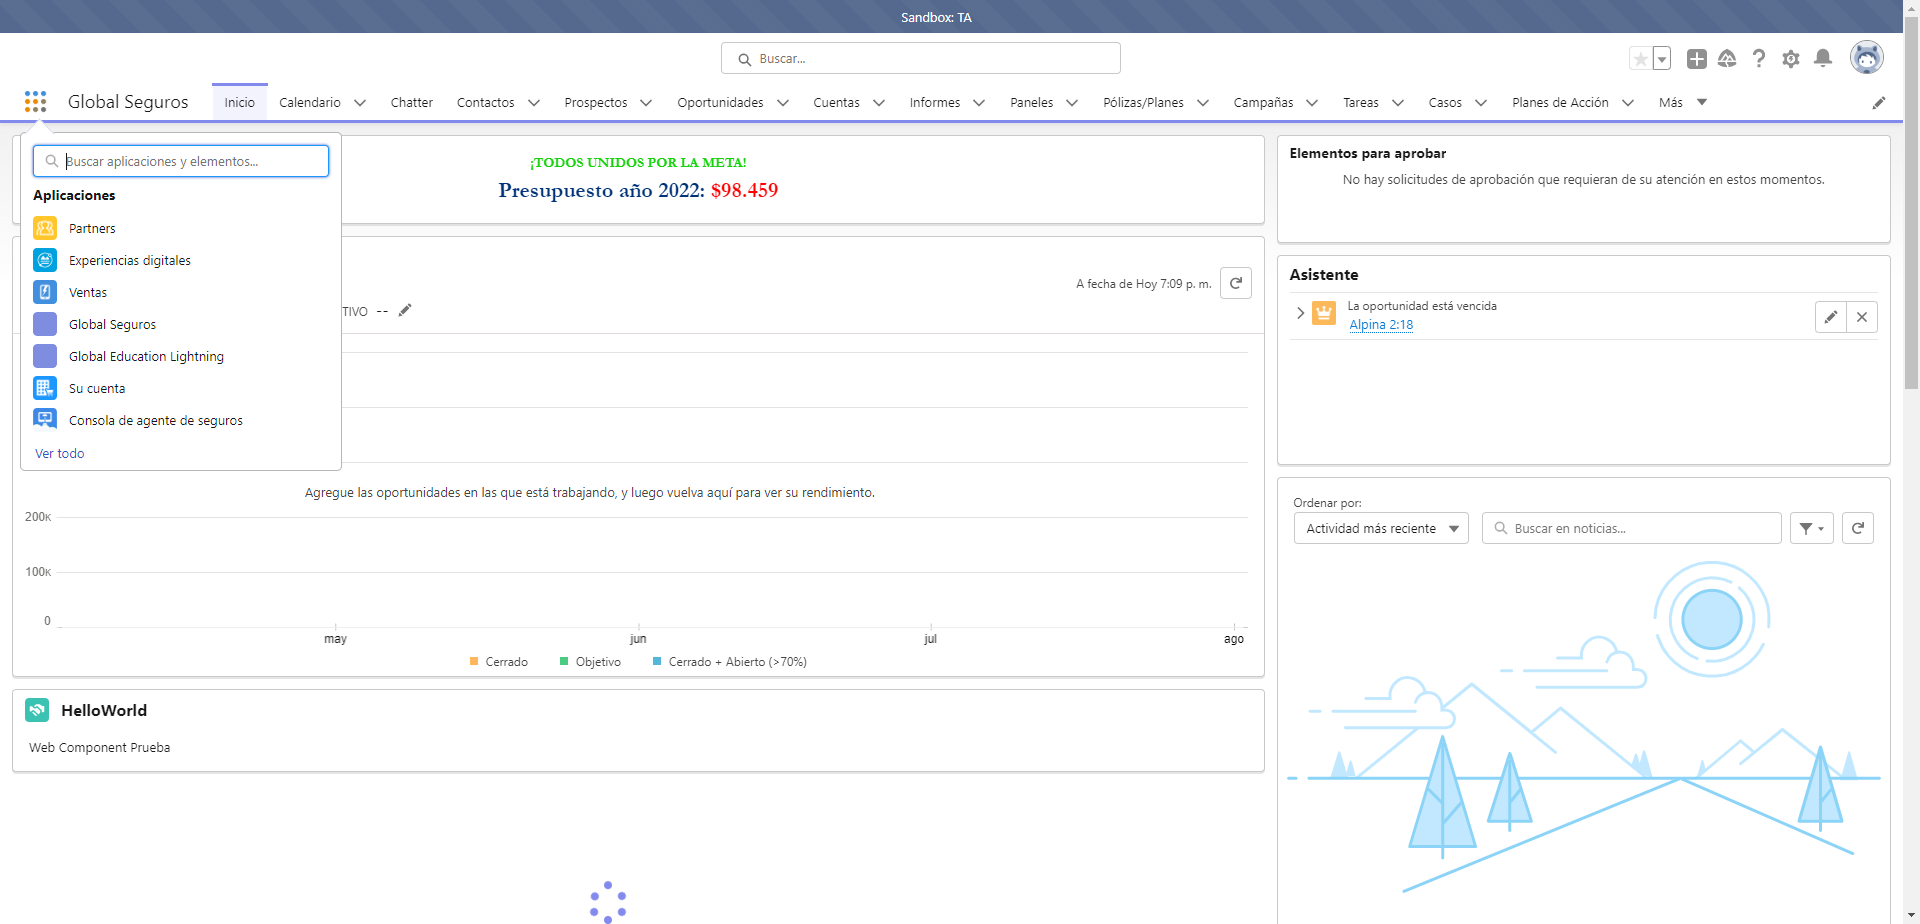 Sandbox: TA
Buscar...
Global Seguros
Inicio
Calendario
Chatter
Contactos
Prospectos
Oportunidades
Cuentas
Informes
Paneles
Pólizas/Planes
Campañas
Tareas
Casos
Planes de Acción
Más
Buscar aplicaciones y elementos...
Aplicaciones
Partners
Experiencias digitales
Ventas
Global Seguros
Global Education Lightning
Su cuenta
Consola de agente de seguros
Ver todo
¡TODOS UNIDOS POR LA META!
Presupuesto año 2022: $98.459
A fecha de Hoy 7:09 p. m.
TIVO --
Agregue las oportunidades en las que está trabajando, y luego vuelva aquí para ver su rendimiento.
200K
100K
0
may
jun
jul
ago
Cerrado
Objetivo
Cerrado + Abierto (>70%)
HelloWorld
Web Component Prueba
Elementos para aprobar
No hay solicitudes de aprobación que requieran de su atención en estos momentos.
Asistente
La oportunidad está vencida
Alpina 2:18
Ordenar por:
Actividad más reciente
Buscar en noticias...